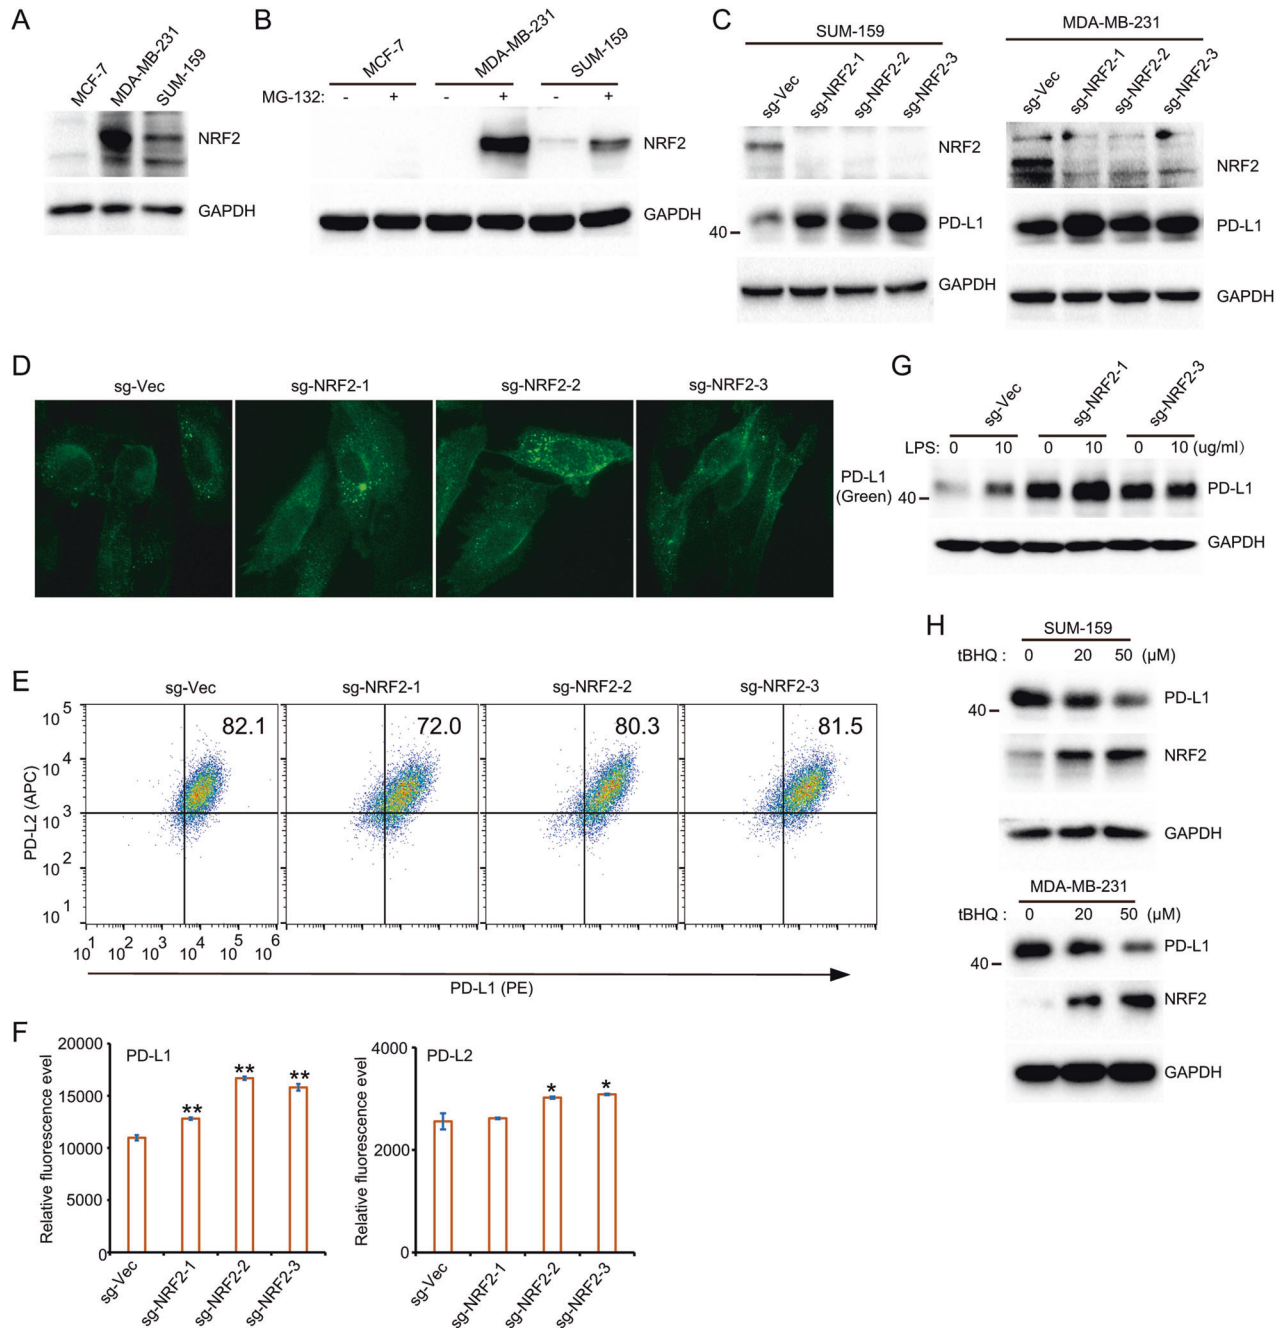 A
MCF-7
MDA-MB-231
SUM-159
NRF2
GAPDH
B
MCF-7
MDA-MB-231
SUM-159
MG-132: - + - + - +
NRF2
GAPDH
C
SUM-159
sg-Vec
sg-NRF2-1
sg-NRF2-2
sg-NRF2-3
NRF2
40
PD-L1
GAPDH
MDA-MB-231
sg-Vec
sg-NRF2-1
sg-NRF2-2
sg-NRF2-3
NRF2
PD-L1
GAPDH
D
sg-Vec sg-NRF2-1 sg-NRF2-2 sg-NRF2-3
PD-L1
(Green)
G
sg-Vec
sg-NRF2-1
sg-NRF2-3
LPS: 0 10 0 10 0 10 (ug/ml)
40
PD-L1
GAPDH
E
sg-Vec sg-NRF2-1 sg-NRF2-2 sg-NRF2-3
82.1 72.0 80.3 81.5
PD-L2 (APC)
10 5
10 4
10 3
10 2
10 1
10 1 10 2 10 3 10 4 10 5 10 6
PD-L1 (PE)
H
SUM-159
tBHQ : 0 20 50 (µM)
40
PD-L1
NRF2
GAPDH
MDA-MB-231
tBHQ : 0 20 50 (µM)
PD-L1
40
NRF2
GAPDH
F
Relative fluorescence evel
20000
15000
10000
5000
0
PD-L1
**
**
**
sg-Vec
sg-NRF2-1
sg-NRF2-2
sg-NRF2-3
Relative fluorescence evel
4000
2000
0
PD-L2
*
*
sg-Vec
sg-NRF2-1
sg-NRF2-2
sg-NRF2-3